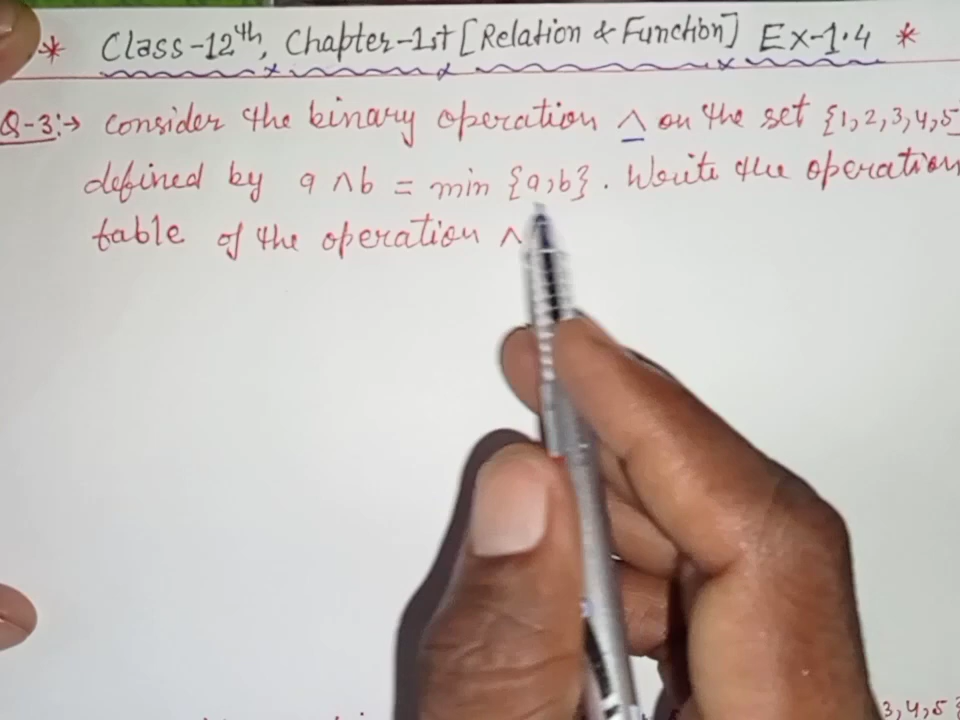 * Class-12th, Chapter-1st [Relation & Function] Ex-1.4 *
Q-3:→ Consider the binary operation ∧ on the set {1,2,3,4,5}
defined by a ∧ b = min {a,b}. Write the operation
table of the operation ∧
3,4,5}